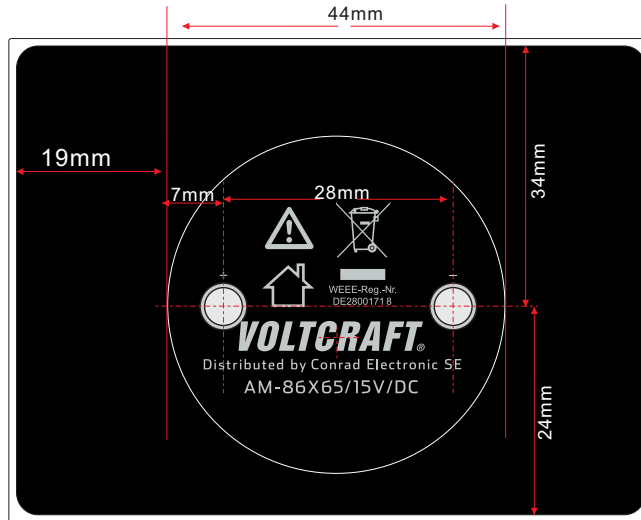 44mm
19mm
34mm
7mm
28mm
+
–
WEEE-Reg.-Nr.
DE28001718
VOLTCRAFT®
Distributed by Conrad Electronic SE
AM-86X65/15V/DC
24mm